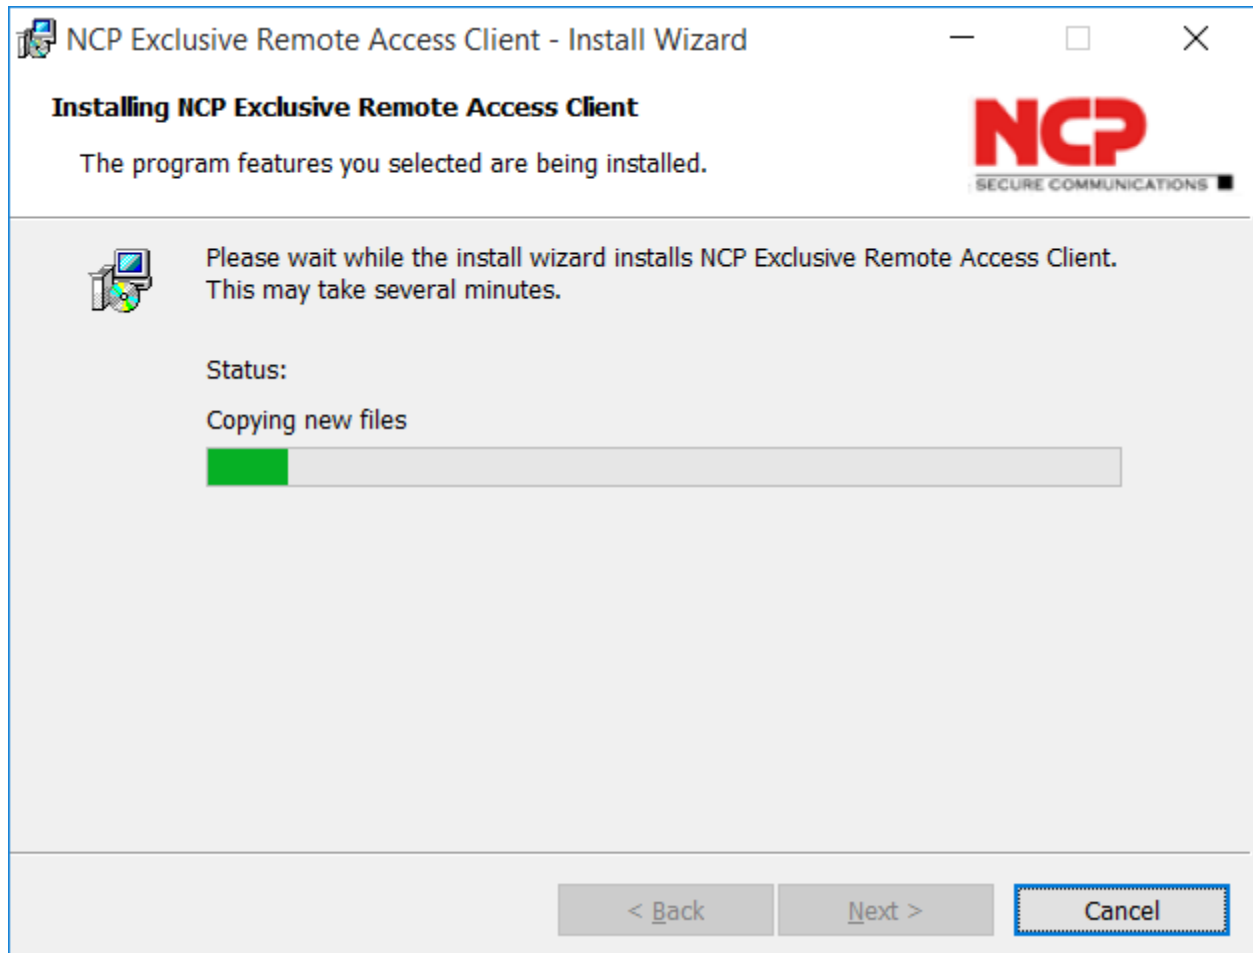 NCP Exclusive Remote Access Client - Install Wizard
Installing NCP Exclusive Remote Access Client
The program features you selected are being installed.
NCP
SECURE COMMUNICATIONS
Please wait while the install wizard installs NCP Exclusive Remote Access Client.
This may take several minutes.
Status:
Copying new files
< Back
Next >
Cancel